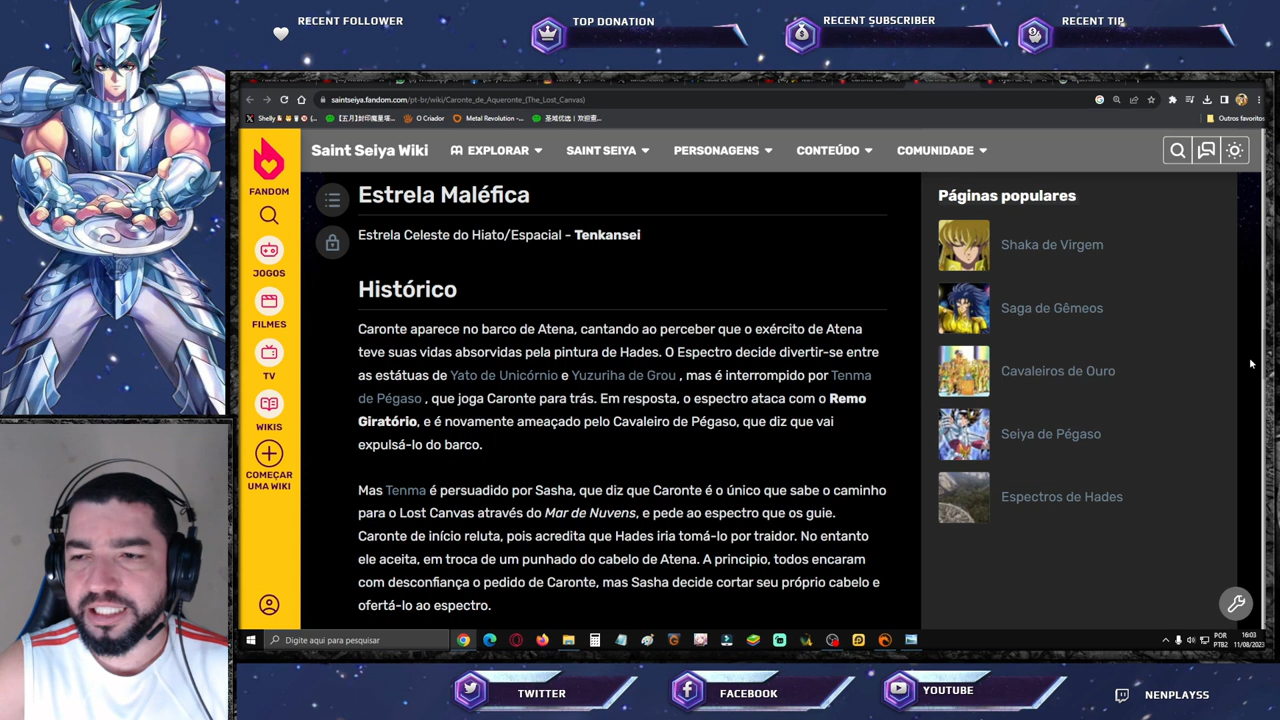 RECENT FOLLOWER
TOP DONATION
RECENT SUBSCRIBER
RECENT TIP
saintseiya.fandom.com/pt-br/wiki/Caronte_de_Aqueronte_(The_Lost_Canvas)
O Criador
Metal Revolution -...
Outros favoritos
FANDOM
JOGOS
FILMES
TV
WIKIS
COMEÇAR
UMA WIKI
Saint Seiya Wiki
EXPLORAR
SAINT SEIYA
PERSONAGENS
CONTEÚDO
COMUNIDADE
Estrela Maléfica
Estrela Celeste do Hiato/Espacial - Tenkansei
Histórico
Caronte aparece no barco de Atena, cantando ao perceber que o exército de Atena
teve suas vidas absorvidas pela pintura de Hades. O Espectro decide divertir-se entre
as estátuas de Yato de Unicórnio e Yuzuriha de Grou , mas é interrompido por Tenma
de Pégaso , que joga Caronte para trás. Em resposta, o espectro ataca com o Remo
Giratório, e é novamente ameaçado pelo Cavaleiro de Pégaso, que diz que vai
expulsá-lo do barco.
Mas Tenma é persuadido por Sasha, que diz que Caronte é o único que sabe o caminho
para o Lost Canvas através do Mar de Nuvens, e pede ao espectro que os guie.
Caronte de início reluta, pois acredita que Hades iria tomá-lo por traidor. No entanto
ele aceita, em troca de um punhado do cabelo de Atena. A principio, todos encaram
com desconfiança o pedido de Caronte, mas Sasha decide cortar seu próprio cabelo e
ofertá-lo ao espectro.
Páginas populares
Shaka de Virgem
Saga de Gêmeos
Cavaleiros de Ouro
Seiya de Pégaso
Espectros de Hades
Digite aqui para pesquisar
POR
PTB2
16:03
11/08/2023
TWITTER
FACEBOOK
YOUTUBE
NENPLAYSS